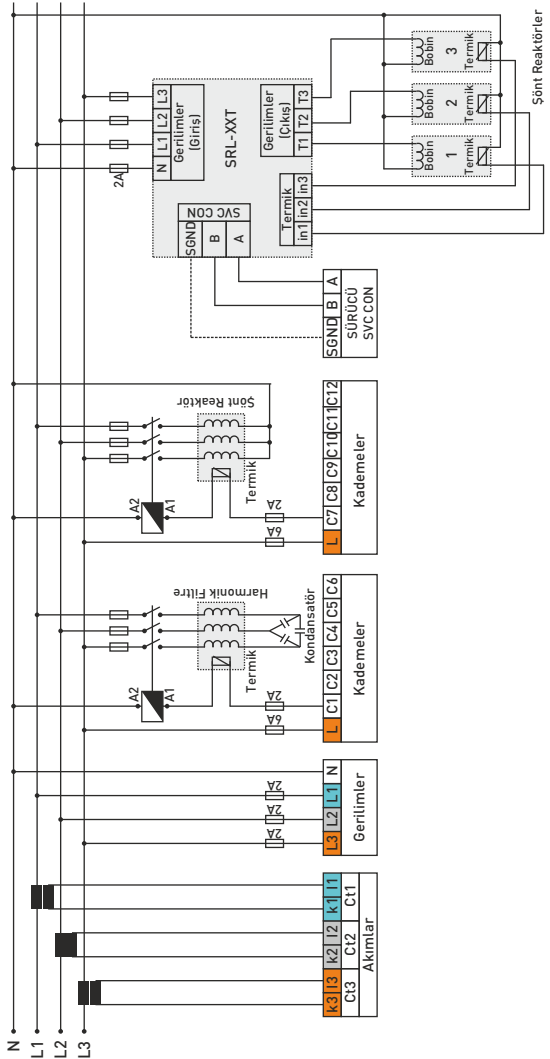 N
L1
L2
L3
k3 l3 k2 l2 k1 l1
Ct3 Ct2 Ct1
Akımlar
2A
2A
2A
L3 L2 L1 N
Gerilimler
A2
A1
Harmonik Filtre
Termik
Kondansatör
6A
2A
L C1 C2 C3 C4 C5 C6
Kademeler
A2
A1
Şönt Reaktör
Termik
6A
2A
L C7 C8 C9 C10 C11 C12
Kademeler
SGND B A
SÜRÜCÜ
SVC CON
2A
N L1 L2 L3
Gerilimler
(Giriş)
SRL-XXT
SVC CON
SGND
B
A
Gerilimler
(Çıkış)
T1 T2 T3
Termik
in1 in2 in3
Bobin
1
Termik
Bobin
2
Termik
Bobin
3
Termik
Şönt Reaktörler